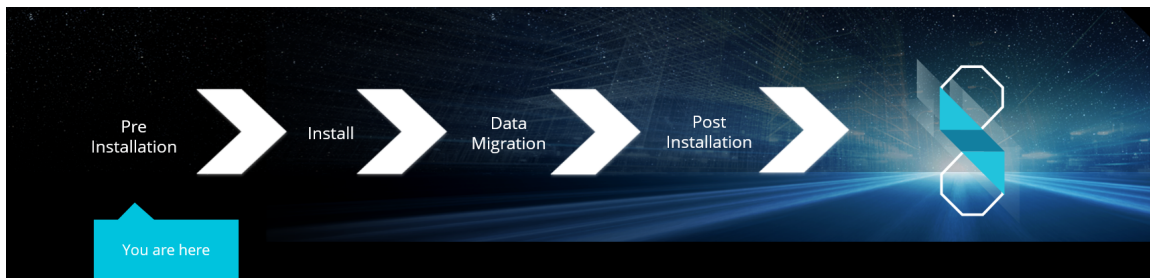 Pre
Installation
Install
Data
Migration
Post
Installation
You are here